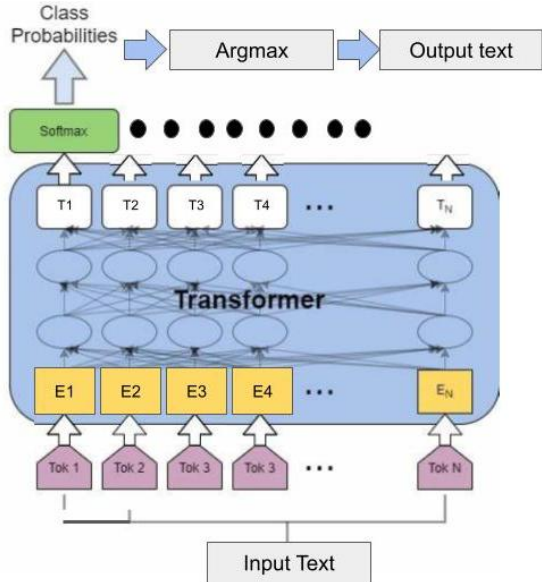 Class
Probabilities
Argmax
Output text
Softmax
T1 T2 T3 T4 ... TN
Transformer
E1 E2 E3 E4 ... EN
Tok 1 Tok 2 Tok 3 Tok 3 ... Tok N
Input Text